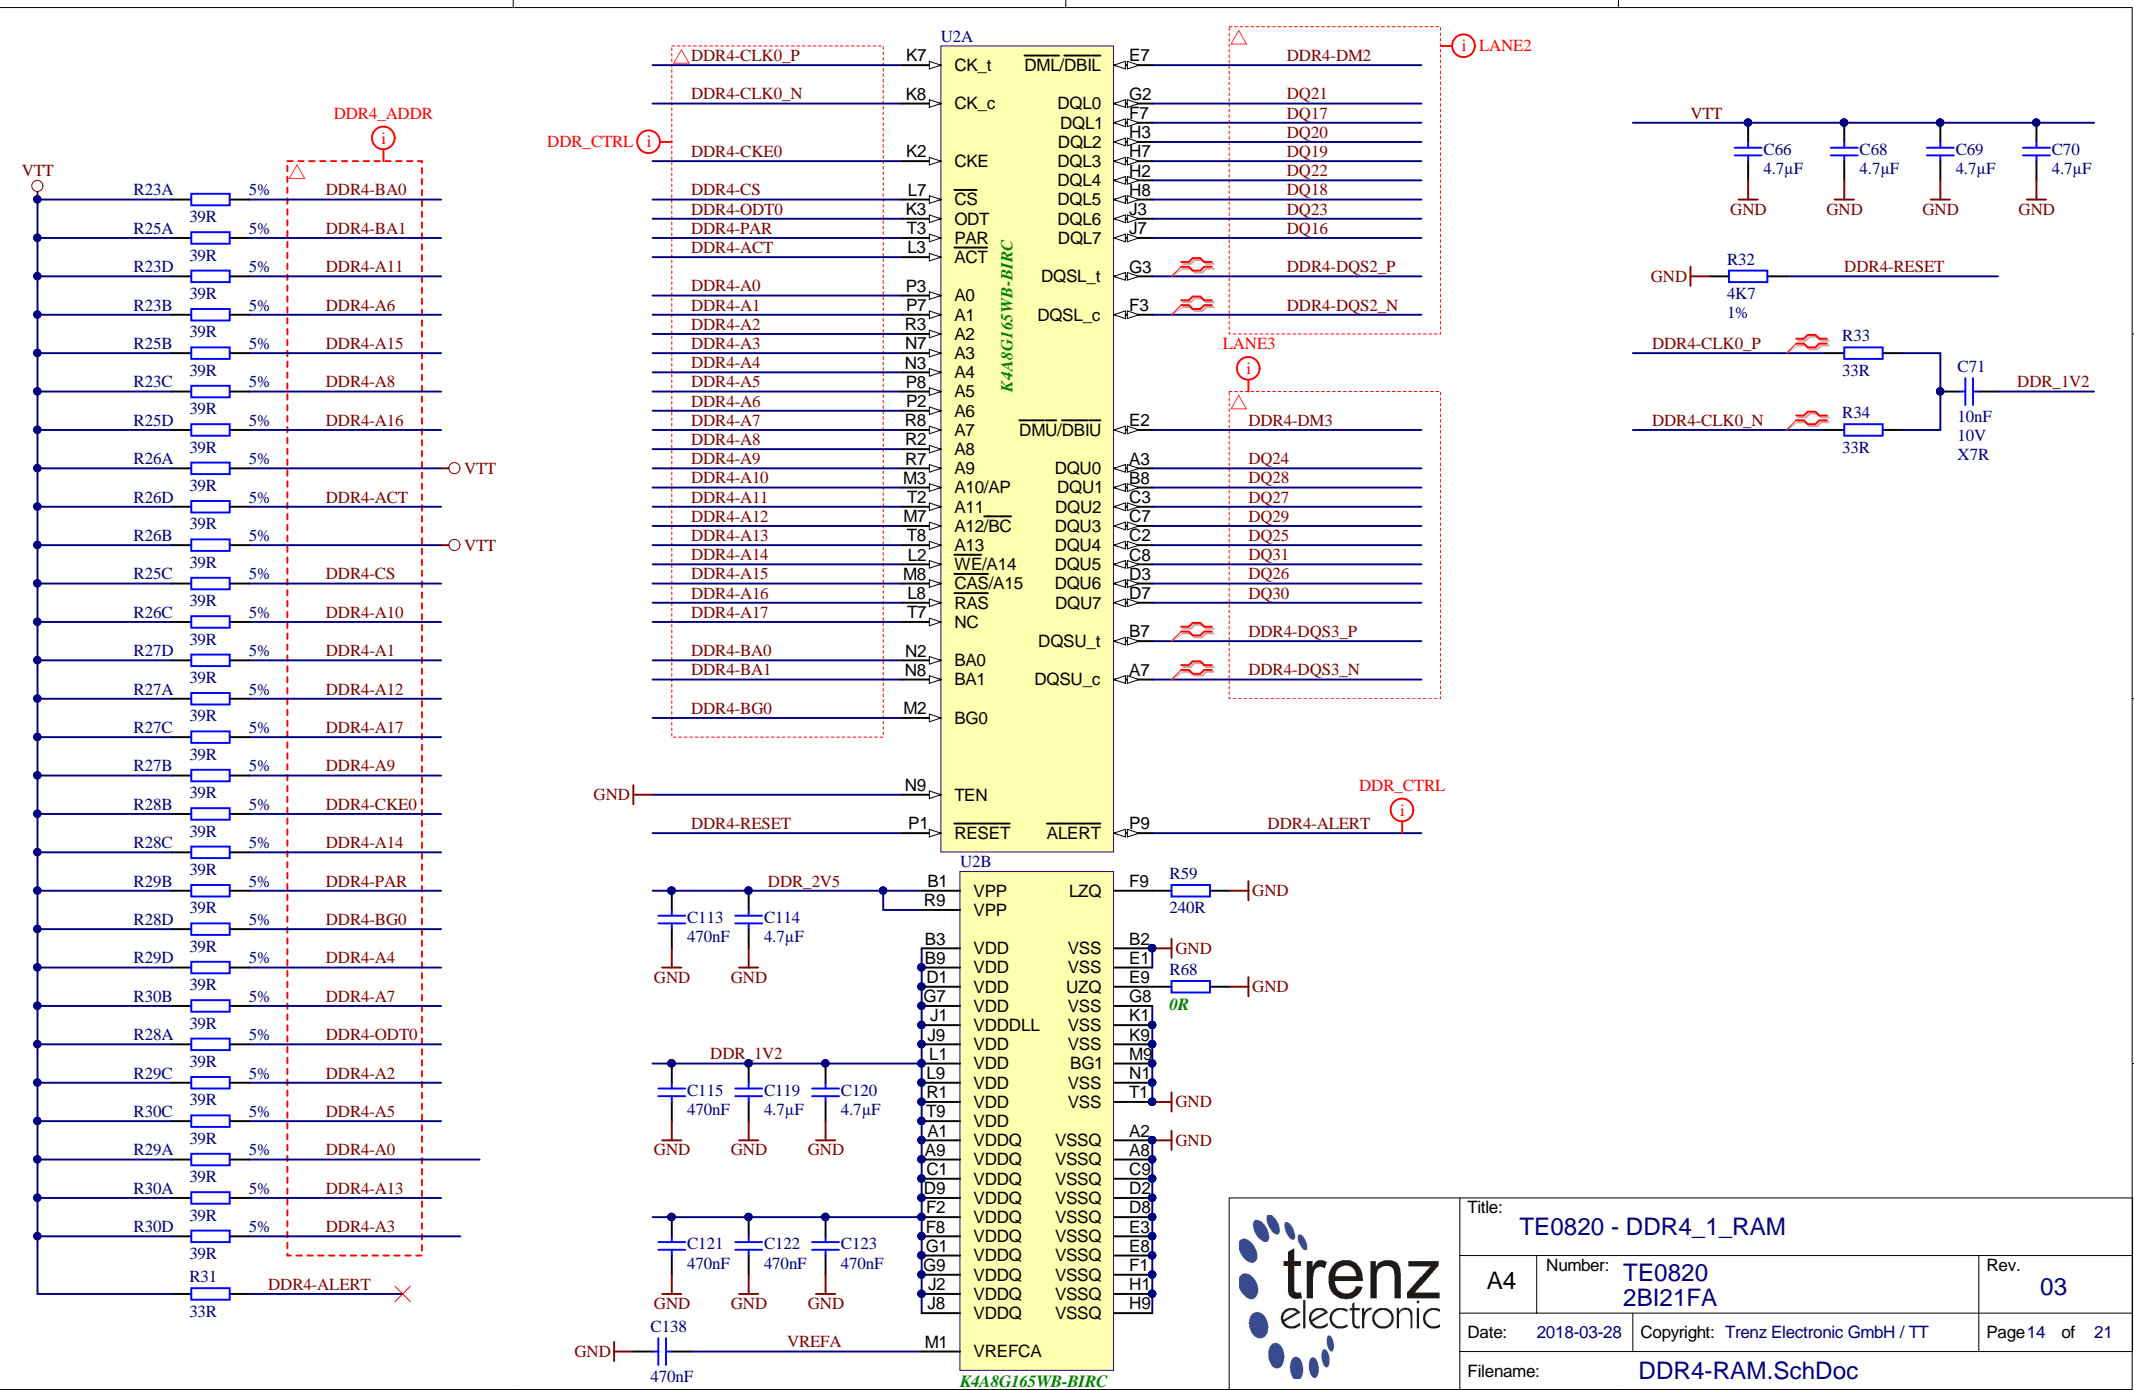 DDR4_ADDR
i
VTT
R23A 5% DDR4-BA0
39R
R25A 5% DDR4-BA1
39R
R23D 5% DDR4-A11
39R
R23B 5% DDR4-A6
39R
R25B 5% DDR4-A15
39R
R23C 5% DDR4-A8
39R
R25D 5% DDR4-A16
39R
R26A 5% VTT
39R
R26D 5% DDR4-ACT
39R
R26B 5% VTT
39R
R25C 5% DDR4-CS
39R
R26C 5% DDR4-A10
39R
R27D 5% DDR4-A1
39R
R27A 5% DDR4-A12
39R
R27C 5% DDR4-A17
39R
R27B 5% DDR4-A9
39R
R28B 5% DDR4-CKE0
39R
R28C 5% DDR4-A14
39R
R29B 5% DDR4-PAR
39R
R28D 5% DDR4-BG0
39R
R29D 5% DDR4-A4
39R
R30B 5% DDR4-A7
39R
R28A 5% DDR4-ODT0
39R
R29C 5% DDR4-A2
39R
R30C 5% DDR4-A5
39R
R29A 5% DDR4-A0
39R
R30A 5% DDR4-A13
39R
R30D 5% DDR4-A3
39R
R31 DDR4-ALERT
33R
U2A
DDR_CTRL i
DDR4-CLK0_P K7 CK_t
DDR4-CLK0_N K8 CK_c
DDR4-CKE0 K2 CKE
DDR4-CS L7 CS
DDR4-ODT0 K3 ODT
DDR4-PAR T3 PAR
DDR4-ACT L3 ACT
DDR4-A0 P3 A0
DDR4-A1 P7 A1
DDR4-A2 R3 A2
DDR4-A3 N7 A3
DDR4-A4 N3 A4
DDR4-A5 P8 A5
DDR4-A6 P2 A6
DDR4-A7 R8 A7
DDR4-A8 R2 A8
DDR4-A9 R7 A9
DDR4-A10 M3 A10/AP
DDR4-A11 T2 A11
DDR4-A12 M7 A12/BC
DDR4-A13 T8 A13
DDR4-A14 L2 WE/A14
DDR4-A15 M8 CAS/A15
DDR4-A16 L8 RAS
DDR4-A17 T7 NC
DDR4-BA0 N2 BA0
DDR4-BA1 N8 BA1
DDR4-BG0 M2 BG0
GND N9 TEN
DDR4-RESET P1 RESET
K4A8G165WB-BIRC
i LANE2
DML/DBIL E7 DDR4-DM2
DQL0 G2 DQ21
DQL1 F7 DQ17
DQL2 H3 DQ20
DQL3 H7 DQ19
DQL4 H2 DQ22
DQL5 H8 DQ18
DQL6 J3 DQ23
DQL7 J7 DQ16
DQSL_t G3 DDR4-DQS2_P
DQSL_c F3 DDR4-DQS2_N
LANE3
i
DMU/DBIU E2 DDR4-DM3
DQU0 A3 DQ24
DQU1 B8 DQ28
DQU2 C3 DQ27
DQU3 C7 DQ29
DQU4 C2 DQ25
DQU5 C8 DQ31
DQU6 D3 DQ26
DQU7 D7 DQ30
DQSU_t B7 DDR4-DQS3_P
DQSU_c A7 DDR4-DQS3_N
DDR_CTRL
i
ALERT P9 DDR4-ALERT
U2B
DDR_2V5 B1 VPP
R9 VPP
C113 C114
470nF 4.7µF
GND GND
B3 VDD
B9 VDD
D1 VDD
G7 VDD
J1 VDDDLL
J9 VDD
DDR_1V2 L1 VDD
L9 VDD
R1 VDD
T9 VDD
C115 C119 C120
470nF 4.7µF 4.7µF
GND GND GND
A1 VDDQ
A9 VDDQ
C1 VDDQ
D9 VDDQ
F2 VDDQ
F8 VDDQ
G1 VDDQ
G9 VDDQ
J2 VDDQ
J8 VDDQ
C121 C122 C123
470nF 470nF 470nF
GND GND GND
C138
GND VREFA M1 VREFCA
470nF
K4A8G165WB-BIRC
R59
LZQ F9 GND
240R
VSS B2 GND
VSS E1
R68
UZQ E9 GND
0R
VSS G8
VSS K1
VSS K9
BG1 M9
VSS N1
VSS T1 GND
VSSQ A2 GND
VSSQ A8
VSSQ C9
VSSQ D2
VSSQ D8
VSSQ E3
VSSQ E8
VSSQ F1
VSSQ H1
VSSQ H9
VTT
C66 C68 C69 C70
4.7µF 4.7µF 4.7µF 4.7µF
GND GND GND GND
R32
GND DDR4-RESET
4K7
1%
DDR4-CLK0_P R33
33R
C71
DDR_1V2
DDR4-CLK0_N R34
33R
10nF
10V
X7R
trenz
electronic
Title:
TE0820 - DDR4_1_RAM
A4
Number: TE0820
2BI21FA
Rev.
03
Date: 2018-03-28 Copyright: Trenz Electronic GmbH / TT Page 14 of 21
Filename: DDR4-RAM.SchDoc